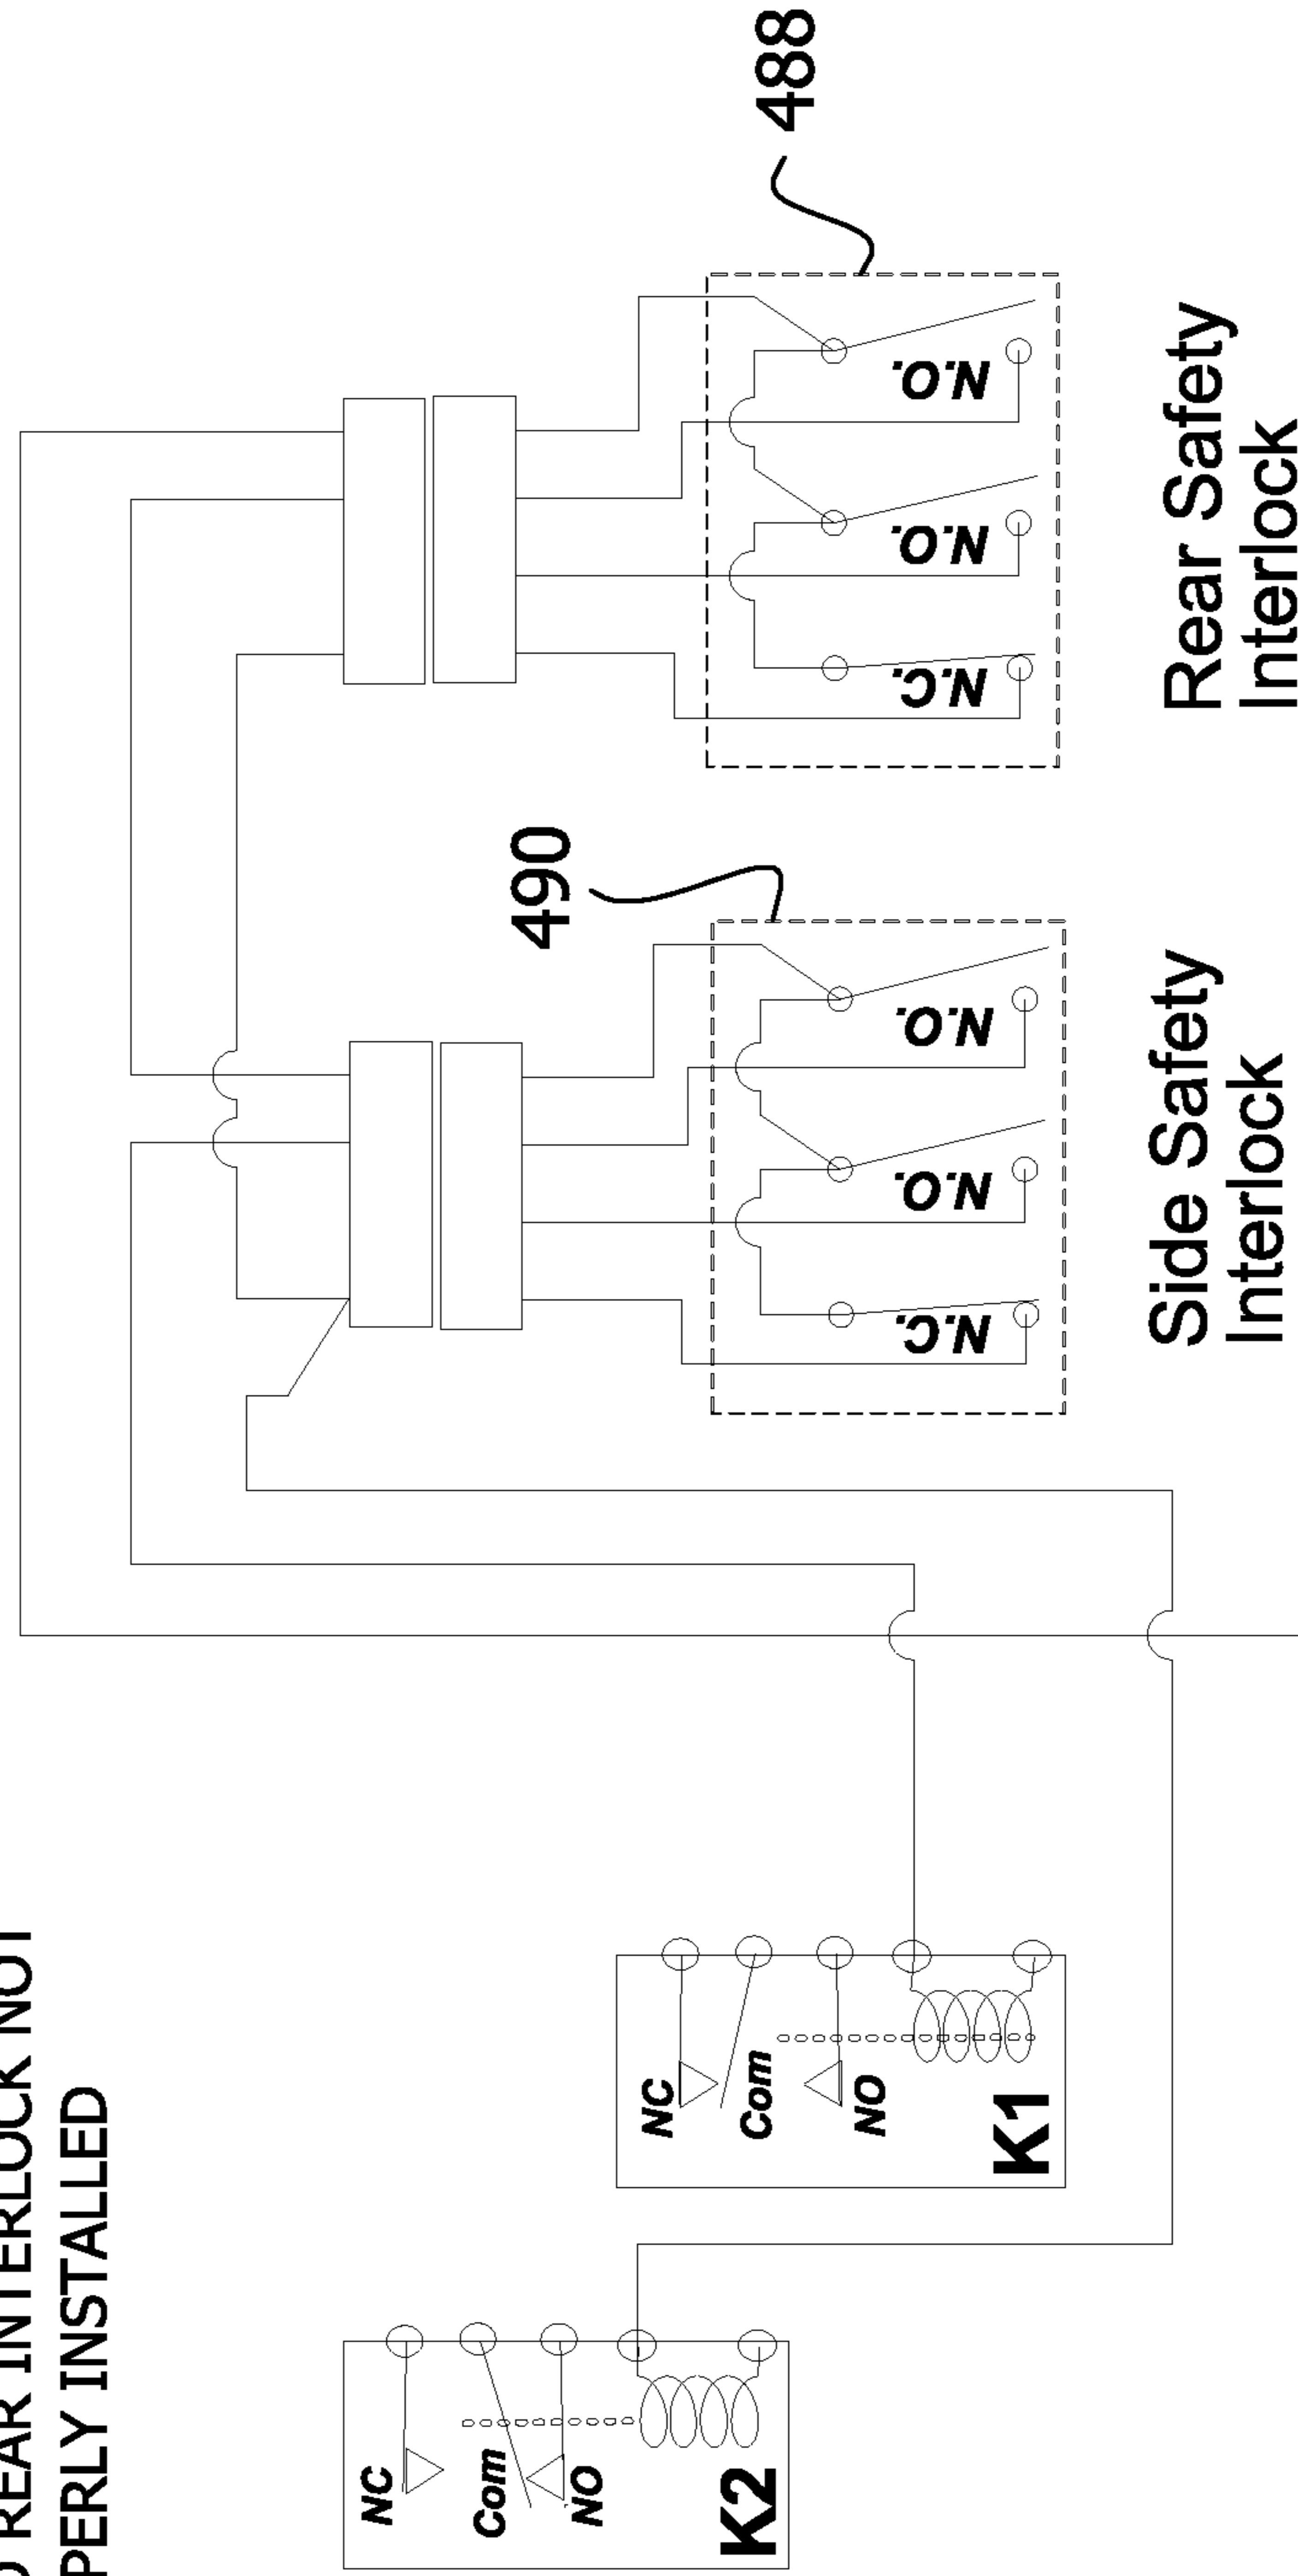 REAR INTERLOCK NOT
PERLY INSTALLED
NC
Com
NO
K2
NC
Com
NO
K1
490
N.C.
N.O.
N.O.
Side Safety
Interlock
488
N.C.
N.O.
N.O.
Rear Safety
Interlock